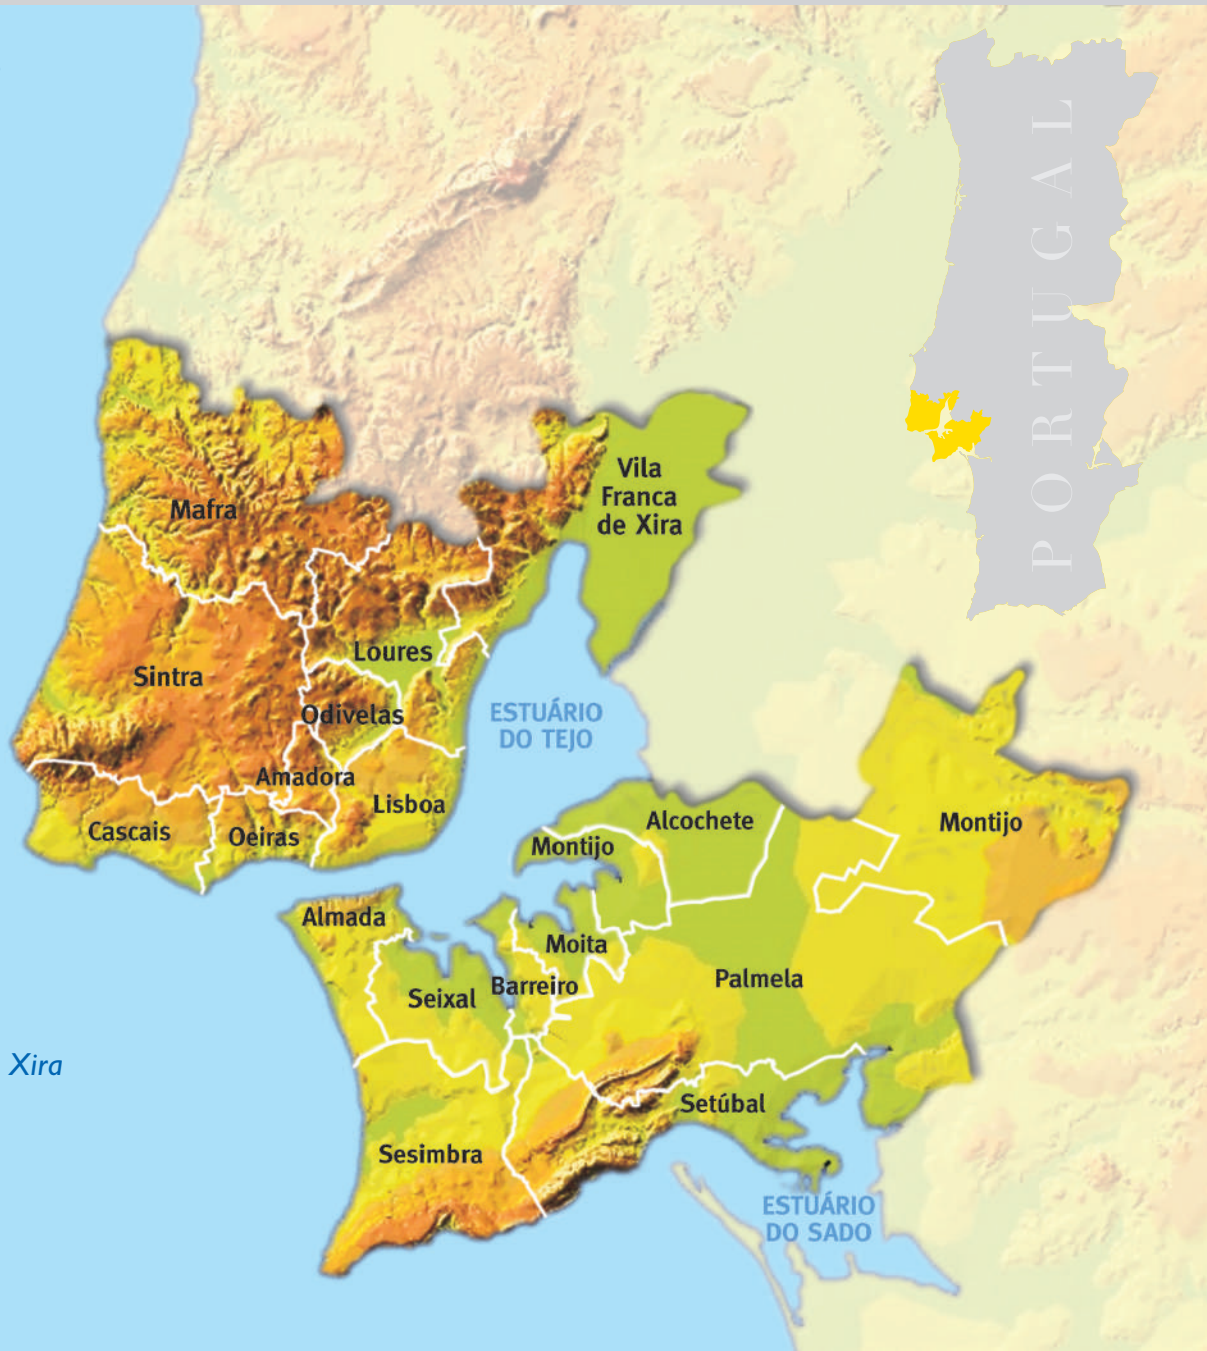 PORTUGAL
Vila
Franca
de Xira
Mafra
Loures
Sintra
Odivelas
ESTUÁRIO
DO TEJO
Amadora
Lisboa
Cascais
Oeiras
Alcochete
Montijo
Montijo
Almada
Moita
Palmela
Barreiro
Seixal
Xira
Setúbal
Sesimbra
ESTUÁRIO
DO SADO